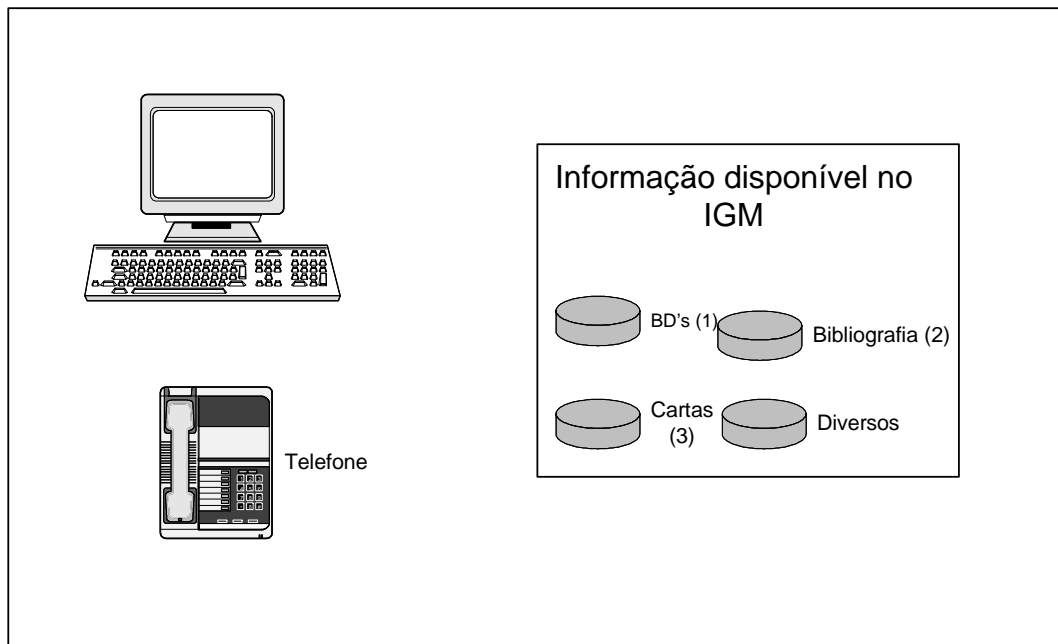 Informação disponível no
IGM
BD's (1)
Bibliografia (2)
Cartas
(3)
Diversos
Telefone